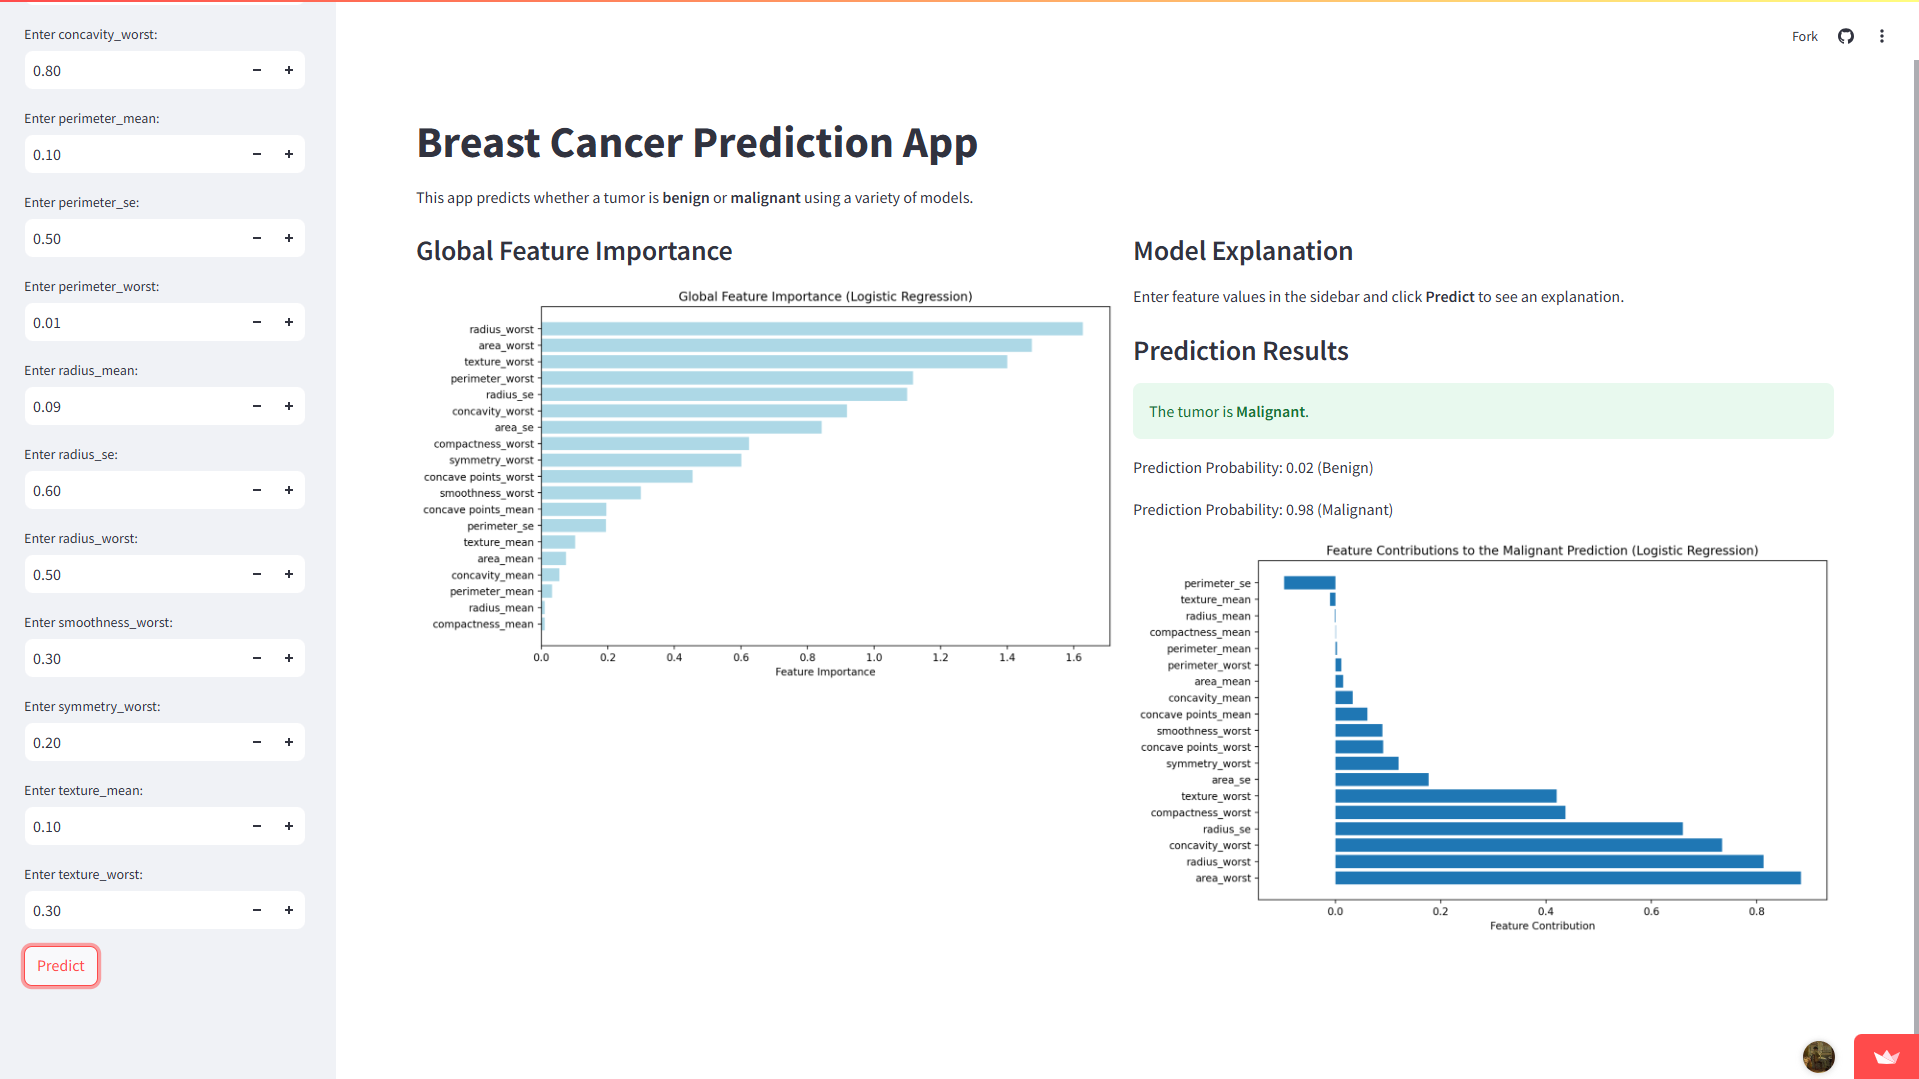 Enter concavity_worst:
0.80
Enter perimeter_mean:
0.10
Enter perimeter_se:
0.50
Enter perimeter_worst:
0.01
Enter radius_mean:
0.09
Enter radius_se:
0.60
Enter radius_worst:
0.50
Enter smoothness_worst:
0.30
Enter symmetry_worst:
0.20
Enter texture_mean:
0.10
Enter texture_worst:
0.30
Predict
Fork
Breast Cancer Prediction App
This app predicts whether a tumor is benign or malignant using a variety of models.
Global Feature Importance
Global Feature Importance (Logistic Regression)
radius_worst
area_worst
texture_worst
perimeter_worst
radius_se
concavity_worst
area_se
compactness_worst
symmetry_worst
concave points_worst
smoothness_worst
concave points_mean
perimeter_se
texture_mean
area_mean
concavity_mean
perimeter_mean
radius_mean
compactness_mean
0.0 0.2 0.4 0.6 0.8 1.0 1.2 1.4 1.6
Feature Importance
Model Explanation
Enter feature values in the sidebar and click Predict to see an explanation.
Prediction Results
The tumor is Malignant.
Prediction Probability: 0.02 (Benign)
Prediction Probability: 0.98 (Malignant)
Feature Contributions to the Malignant Prediction (Logistic Regression)
perimeter_se
texture_mean
radius_mean
compactness_mean
perimeter_mean
perimeter_worst
area_mean
concavity_mean
concave points_mean
smoothness_worst
concave points_worst
symmetry_worst
area_se
texture_worst
compactness_worst
radius_se
concavity_worst
radius_worst
area_worst
0.0 0.2 0.4 0.6 0.8
Feature Contribution